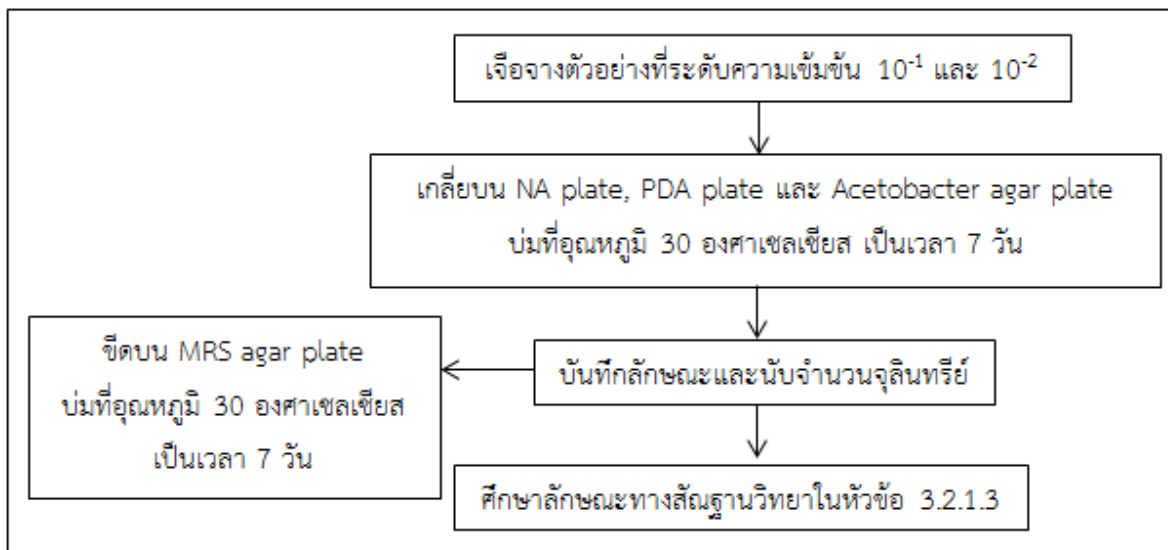 เจือจางตัวอย่างที่ระดับความเข้มข้น 10⁻¹ และ 10⁻²
เกลี่ยบน NA plate, PDA plate และ Acetobacter agar plate
บ่มที่อุณหภูมิ 30 องศาเซลเซียส เป็นเวลา 7 วัน
บันทึกลักษณะและนับจำนวนจุลินทรีย์
ขีดบน MRS agar plate
บ่มที่อุณหภูมิ 30 องศาเซลเซียส
เป็นเวลา 7 วัน
ศึกษาลักษณะทางสัณฐานวิทยาในหัวข้อ 3.2.1.3